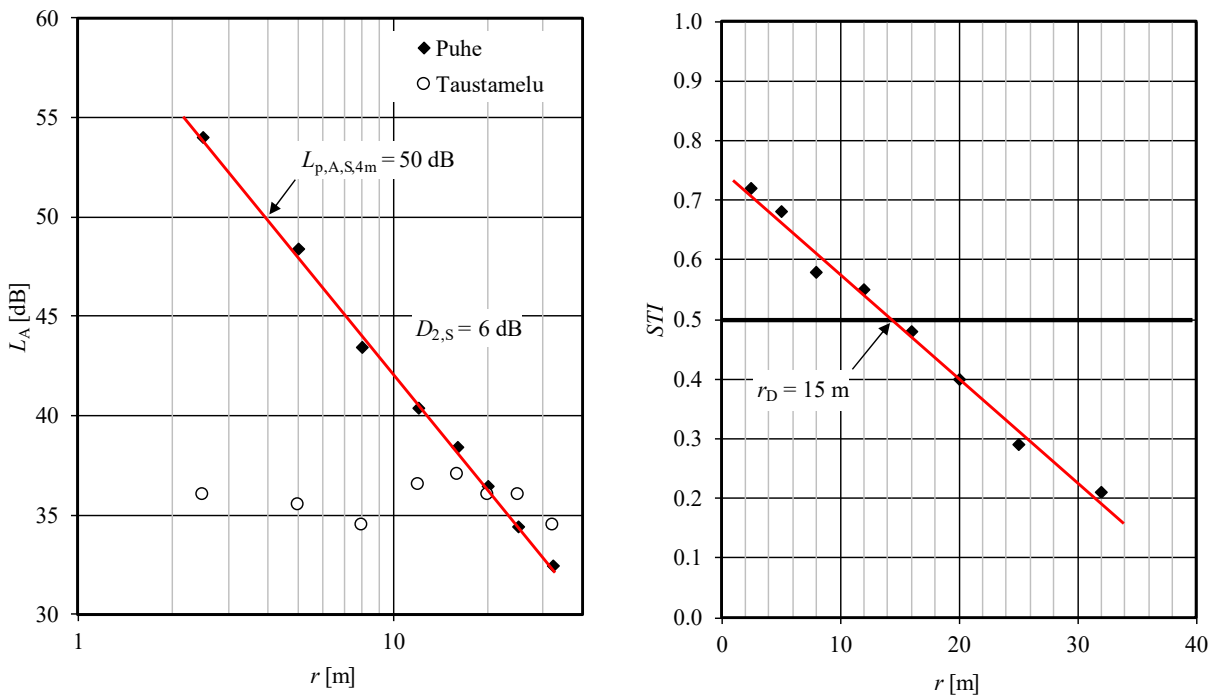 60
55
50
45
40
35
30
L_A [dB]
Puhe
Taustamelu
L_p,A,S,4m = 50 dB
D_2,S = 6 dB
1
10
r [m]
1.0
0.9
0.8
0.7
0.6
0.5
0.4
0.3
0.2
0.1
0.0
STI
r_D = 15 m
0
10
20
30
40
r [m]